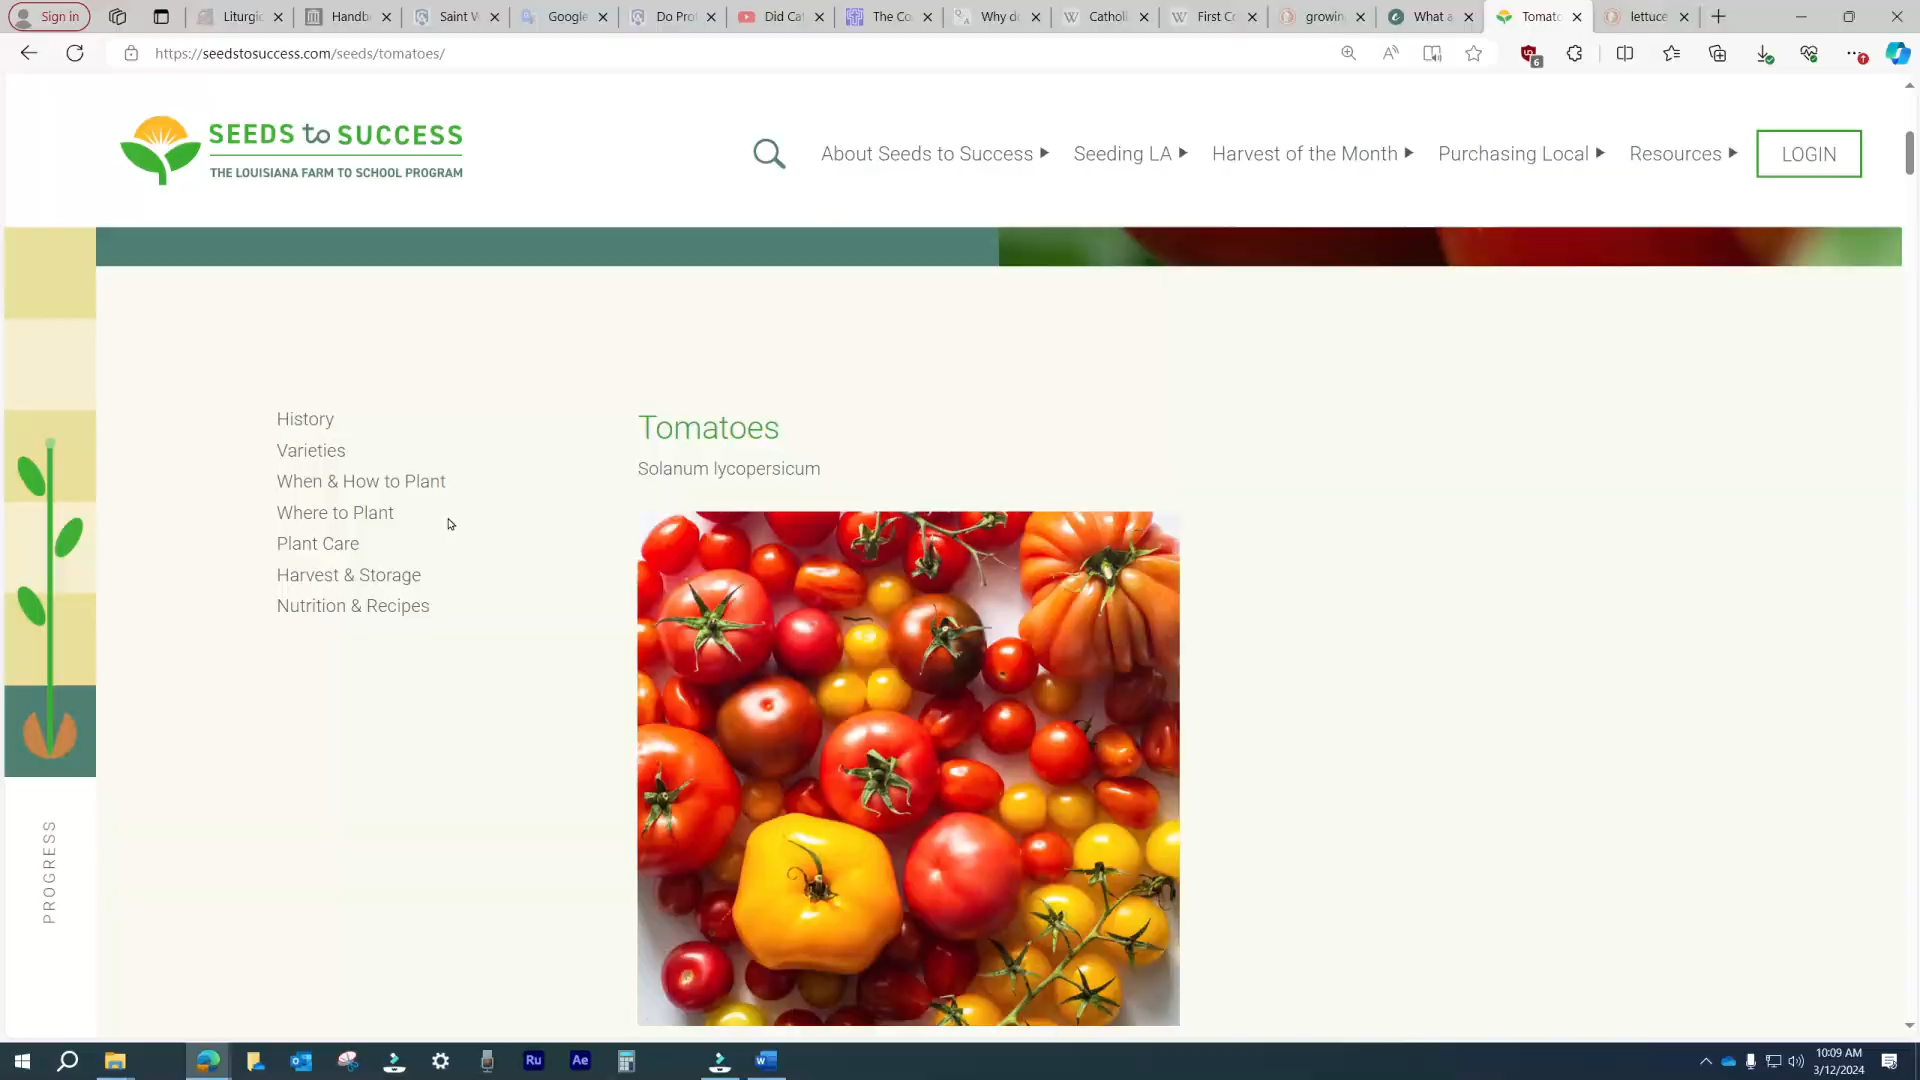 Sign in
Liturgic
Handb
Saint W
Google
Do Prot
Did Cat
The Co
Why do
Catholi
First Co
growin
What a
Tomato
lettuce
https://seedstosuccess.com/seeds/tomatoes/
6
SEEDS to SUCCESS
THE LOUISIANA FARM TO SCHOOL PROGRAM
About Seeds to Success
Seeding LA
Harvest of the Month
Purchasing Local
Resources
LOGIN
History
Varieties
When & How to Plant
Where to Plant
Plant Care
Harvest & Storage
Nutrition & Recipes
Tomatoes
Solanum lycopersicum
PROGRESS
Ru
Ae
10:09 AM
3/12/2024